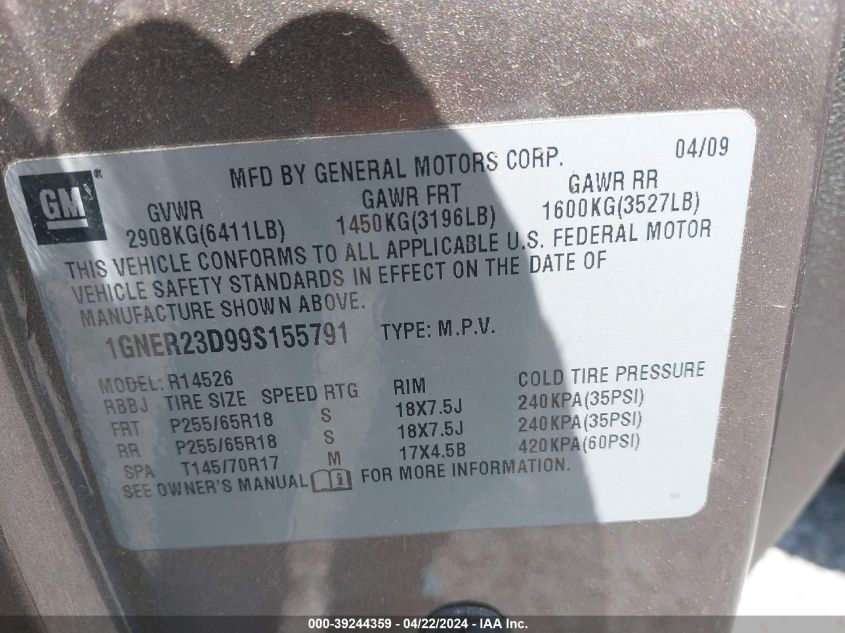 MFD BY GENERAL MOTORS CORP. 04/09
GM®
GVWR GAWR FRT GAWR RR
2908KG(6411LB) 1450KG(3196LB) 1600KG(3527LB)
THIS VEHICLE CONFORMS TO ALL APPLICABLE U.S. FEDERAL MOTOR
VEHICLE SAFETY STANDARDS IN EFFECT ON THE DATE OF
MANUFACTURE SHOWN ABOVE.
1GNER23D99S155791 TYPE: M.P.V.
MODEL: R14526
RBBJ TIRE SIZE SPEED RTG RIM COLD TIRE PRESSURE
FRT P255/65R18 S 18X7.5J 240KPA(35PSI)
RR P255/65R18 S 18X7.5J 240KPA(35PSI)
SPA T145/70R17 M 17X4.5B 420KPA(60PSI)
SEE OWNER'S MANUAL FOR MORE INFORMATION.
000-39244359 - 04/22/2024 - IAA Inc.